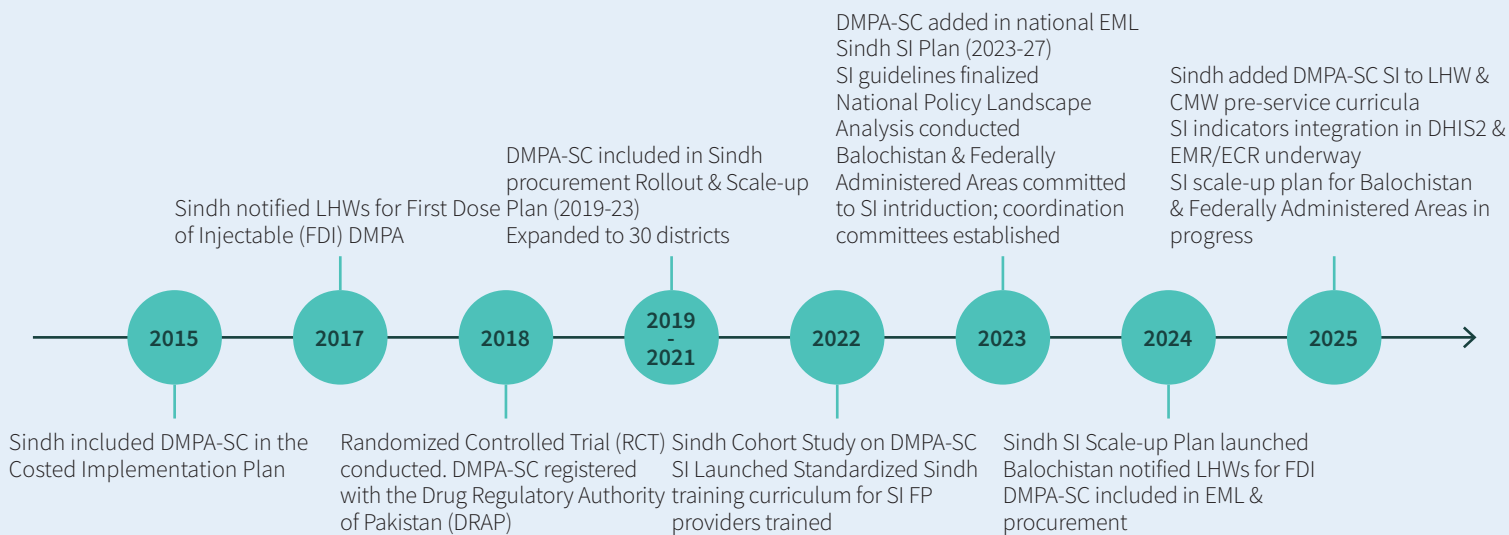 2015
Sindh included DMPA-SC in the
Costed Implementation Plan
Sindh notified LHWs for First Dose
of Injectable (FDI) DMPA
2017
2018
Randomized Controlled Trial (RCT)
conducted. DMPA-SC registered
with the Drug Regulatory Authority
of Pakistan (DRAP)
DMPA-SC included in Sindh
procurement Rollout & Scale-up
Plan (2019-23)
Expanded to 30 districts
2019
-
2021
2022
Sindh Cohort Study on DMPA-SC
SI Launched Standardized Sindh
training curriculum for SI FP
providers trained
DMPA-SC added in national EML
Sindh SI Plan (2023-27)
SI guidelines finalized
National Policy Landscape
Analysis conducted
Balochistan & Federally
Administered Areas committed
to SI intriduction; coordination
committees established
2023
2024
Sindh SI Scale-up Plan launched
Balochistan notified LHWs for FDI
DMPA-SC included in EML &
procurement
Sindh added DMPA-SC SI to LHW &
CMW pre-service curricula
SI indicators integration in DHIS2 &
EMR/ECR underway
SI scale-up plan for Balochistan
& Federally Administered Areas in
progress
2025